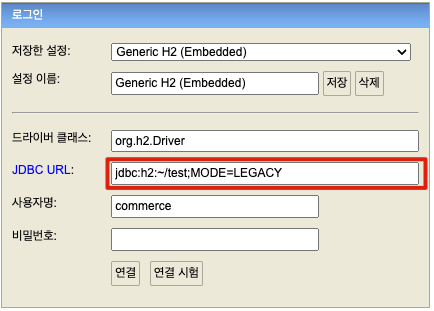 로그인
저장한 설정: Generic H2 (Embedded)
설정 이름: Generic H2 (Embedded) 저장 삭제
드라이버 클래스: org.h2.Driver
JDBC URL: jdbc:h2:~/test;MODE=LEGACY
사용자명: commerce
비밀번호:
연결 연결 시험